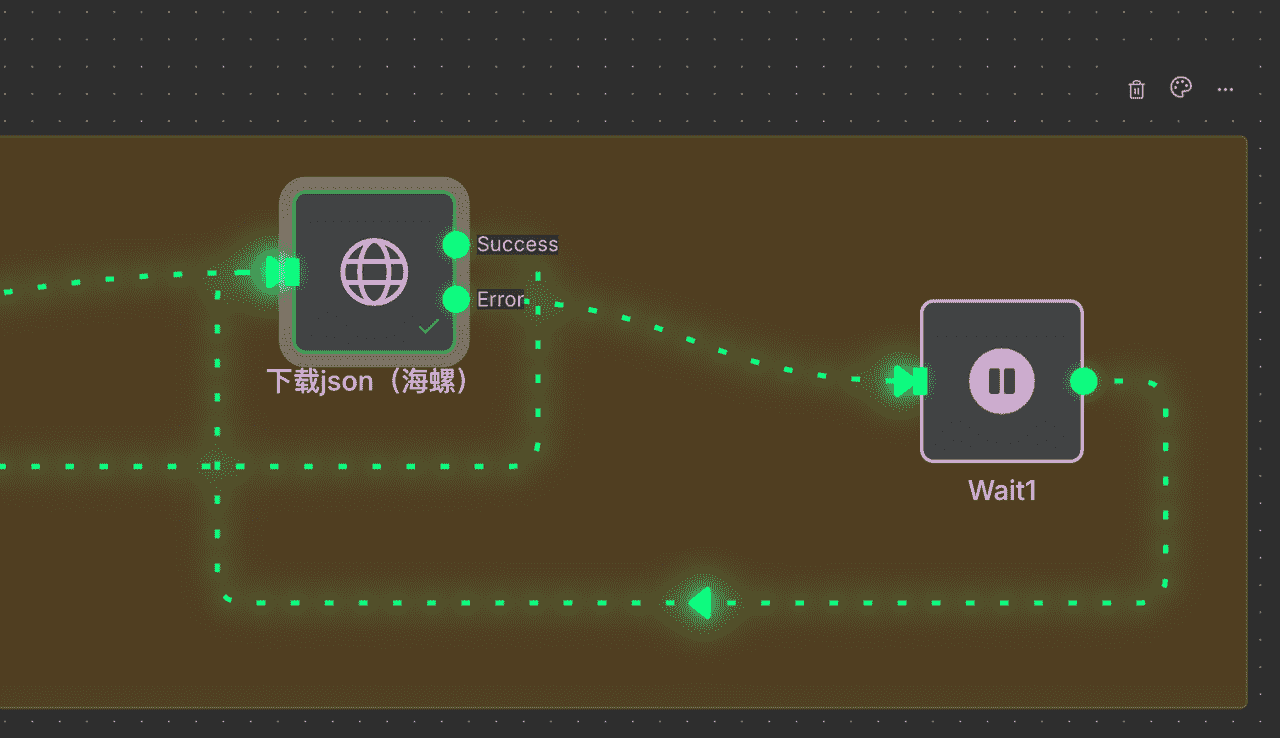 Success
Error
下载json（海螺）
Wait1